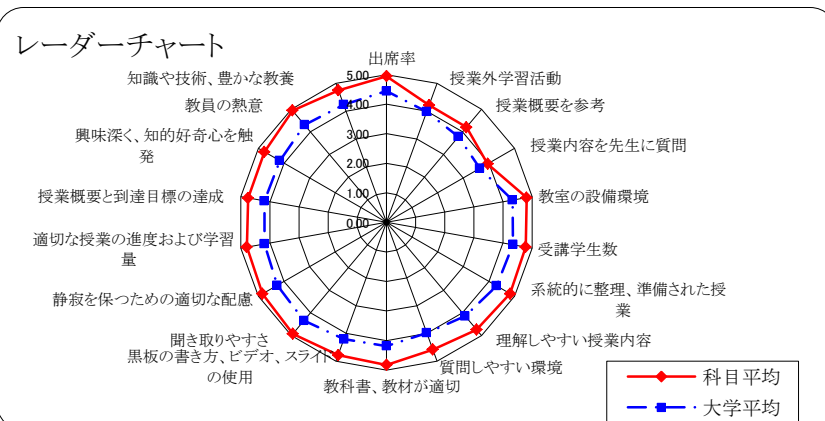 レーダーチャート
出席率
授業外学習活動
授業概要を参考
授業内容を先生に質問
教室の設備環境
受講学生数
系統的に整理、準備された授
業
理解しやすい授業内容
質問しやすい環境
教科書、教材が適切
黒板の書き方、ビデオ、スライド
の使用
聞き取りやすさ
静寂を保つための適切な配慮
適切な授業の進度および学習
量
授業概要と到達目標の達成
興味深く、知的好奇心を触
発
教員の熱意
知識や技術、豊かな教養
5.00
4.00
3.00
2.00
1.00
0.00
科目平均
大学平均